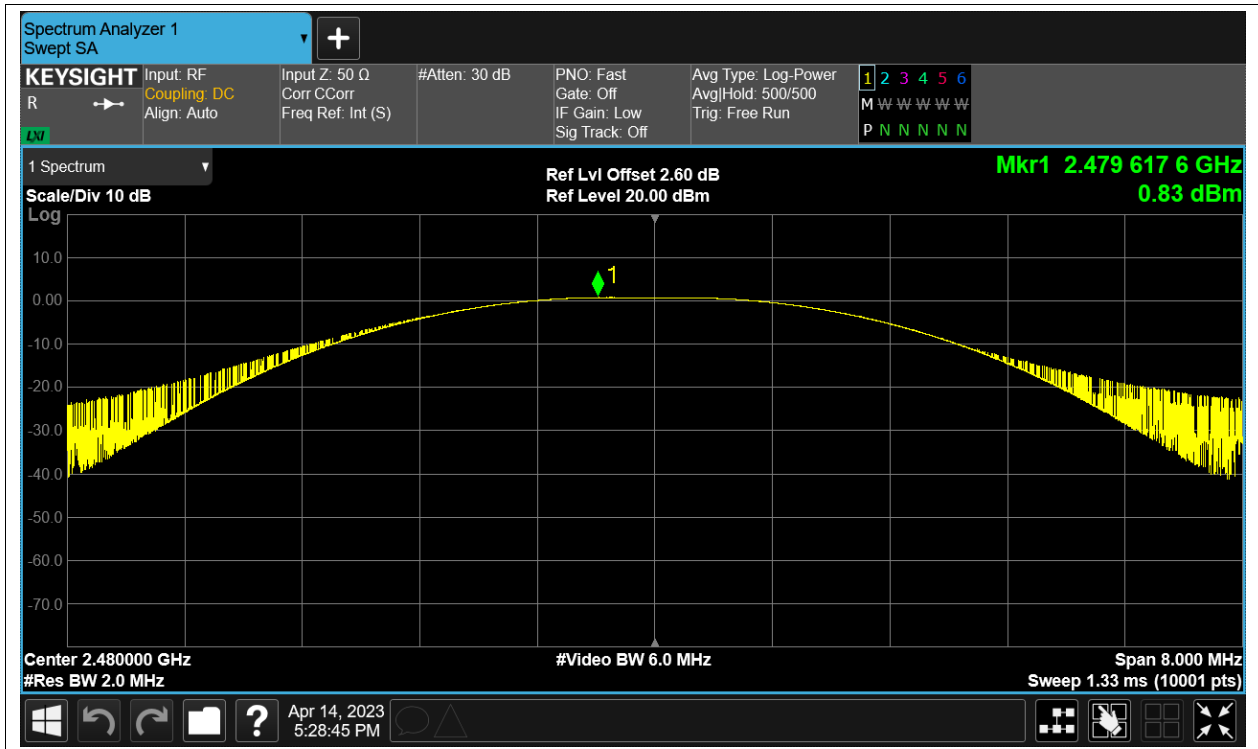 Spectrum Analyzer 1
Swept SA
+
KEYSIGHT
R
LXI
Input: RF
Coupling: DC
Align: Auto
Input Z: 50 Ω
Corr CCorr
Freq Ref: Int (S)
#Atten: 30 dB
PNO: Fast
Gate: Off
IF Gain: Low
Sig Track: Off
Avg Type: Log-Power
Avg|Hold: 500/500
Trig: Free Run
1 2 3 4 5 6
M W W W W W
P N N N N N
1 Spectrum
Scale/Div 10 dB
Log
Ref Lvl Offset 2.60 dB
Ref Level 20.00 dBm
Mkr1 2.479 617 6 GHz
0.83 dBm
1
10.0
0.00
-10.0
-20.0
-30.0
-40.0
-50.0
-60.0
-70.0
Center 2.480000 GHz
#Res BW 2.0 MHz
#Video BW 6.0 MHz
Span 8.000 MHz
Sweep 1.33 ms (10001 pts)
?
Apr 14, 2023
5:28:45 PM